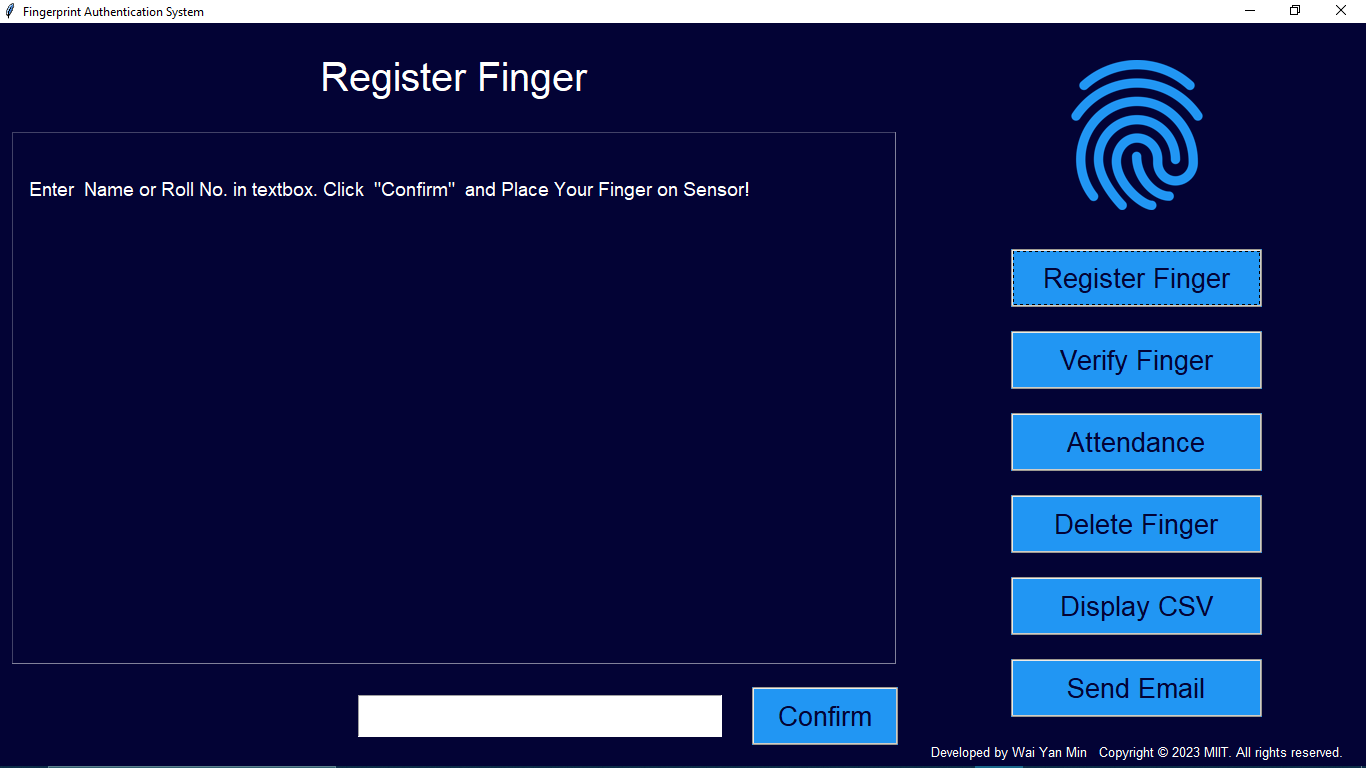 Fingerprint Authentication System
Register Finger
Enter  Name or Roll No. in textbox. Click  "Confirm"  and Place Your Finger on Sensor!
Register Finger
Verify Finger
Attendance
Delete Finger
Display CSV
Send Email
Confirm
Developed by Wai Yan Min   Copyright © 2023 MIIT. All rights reserved.